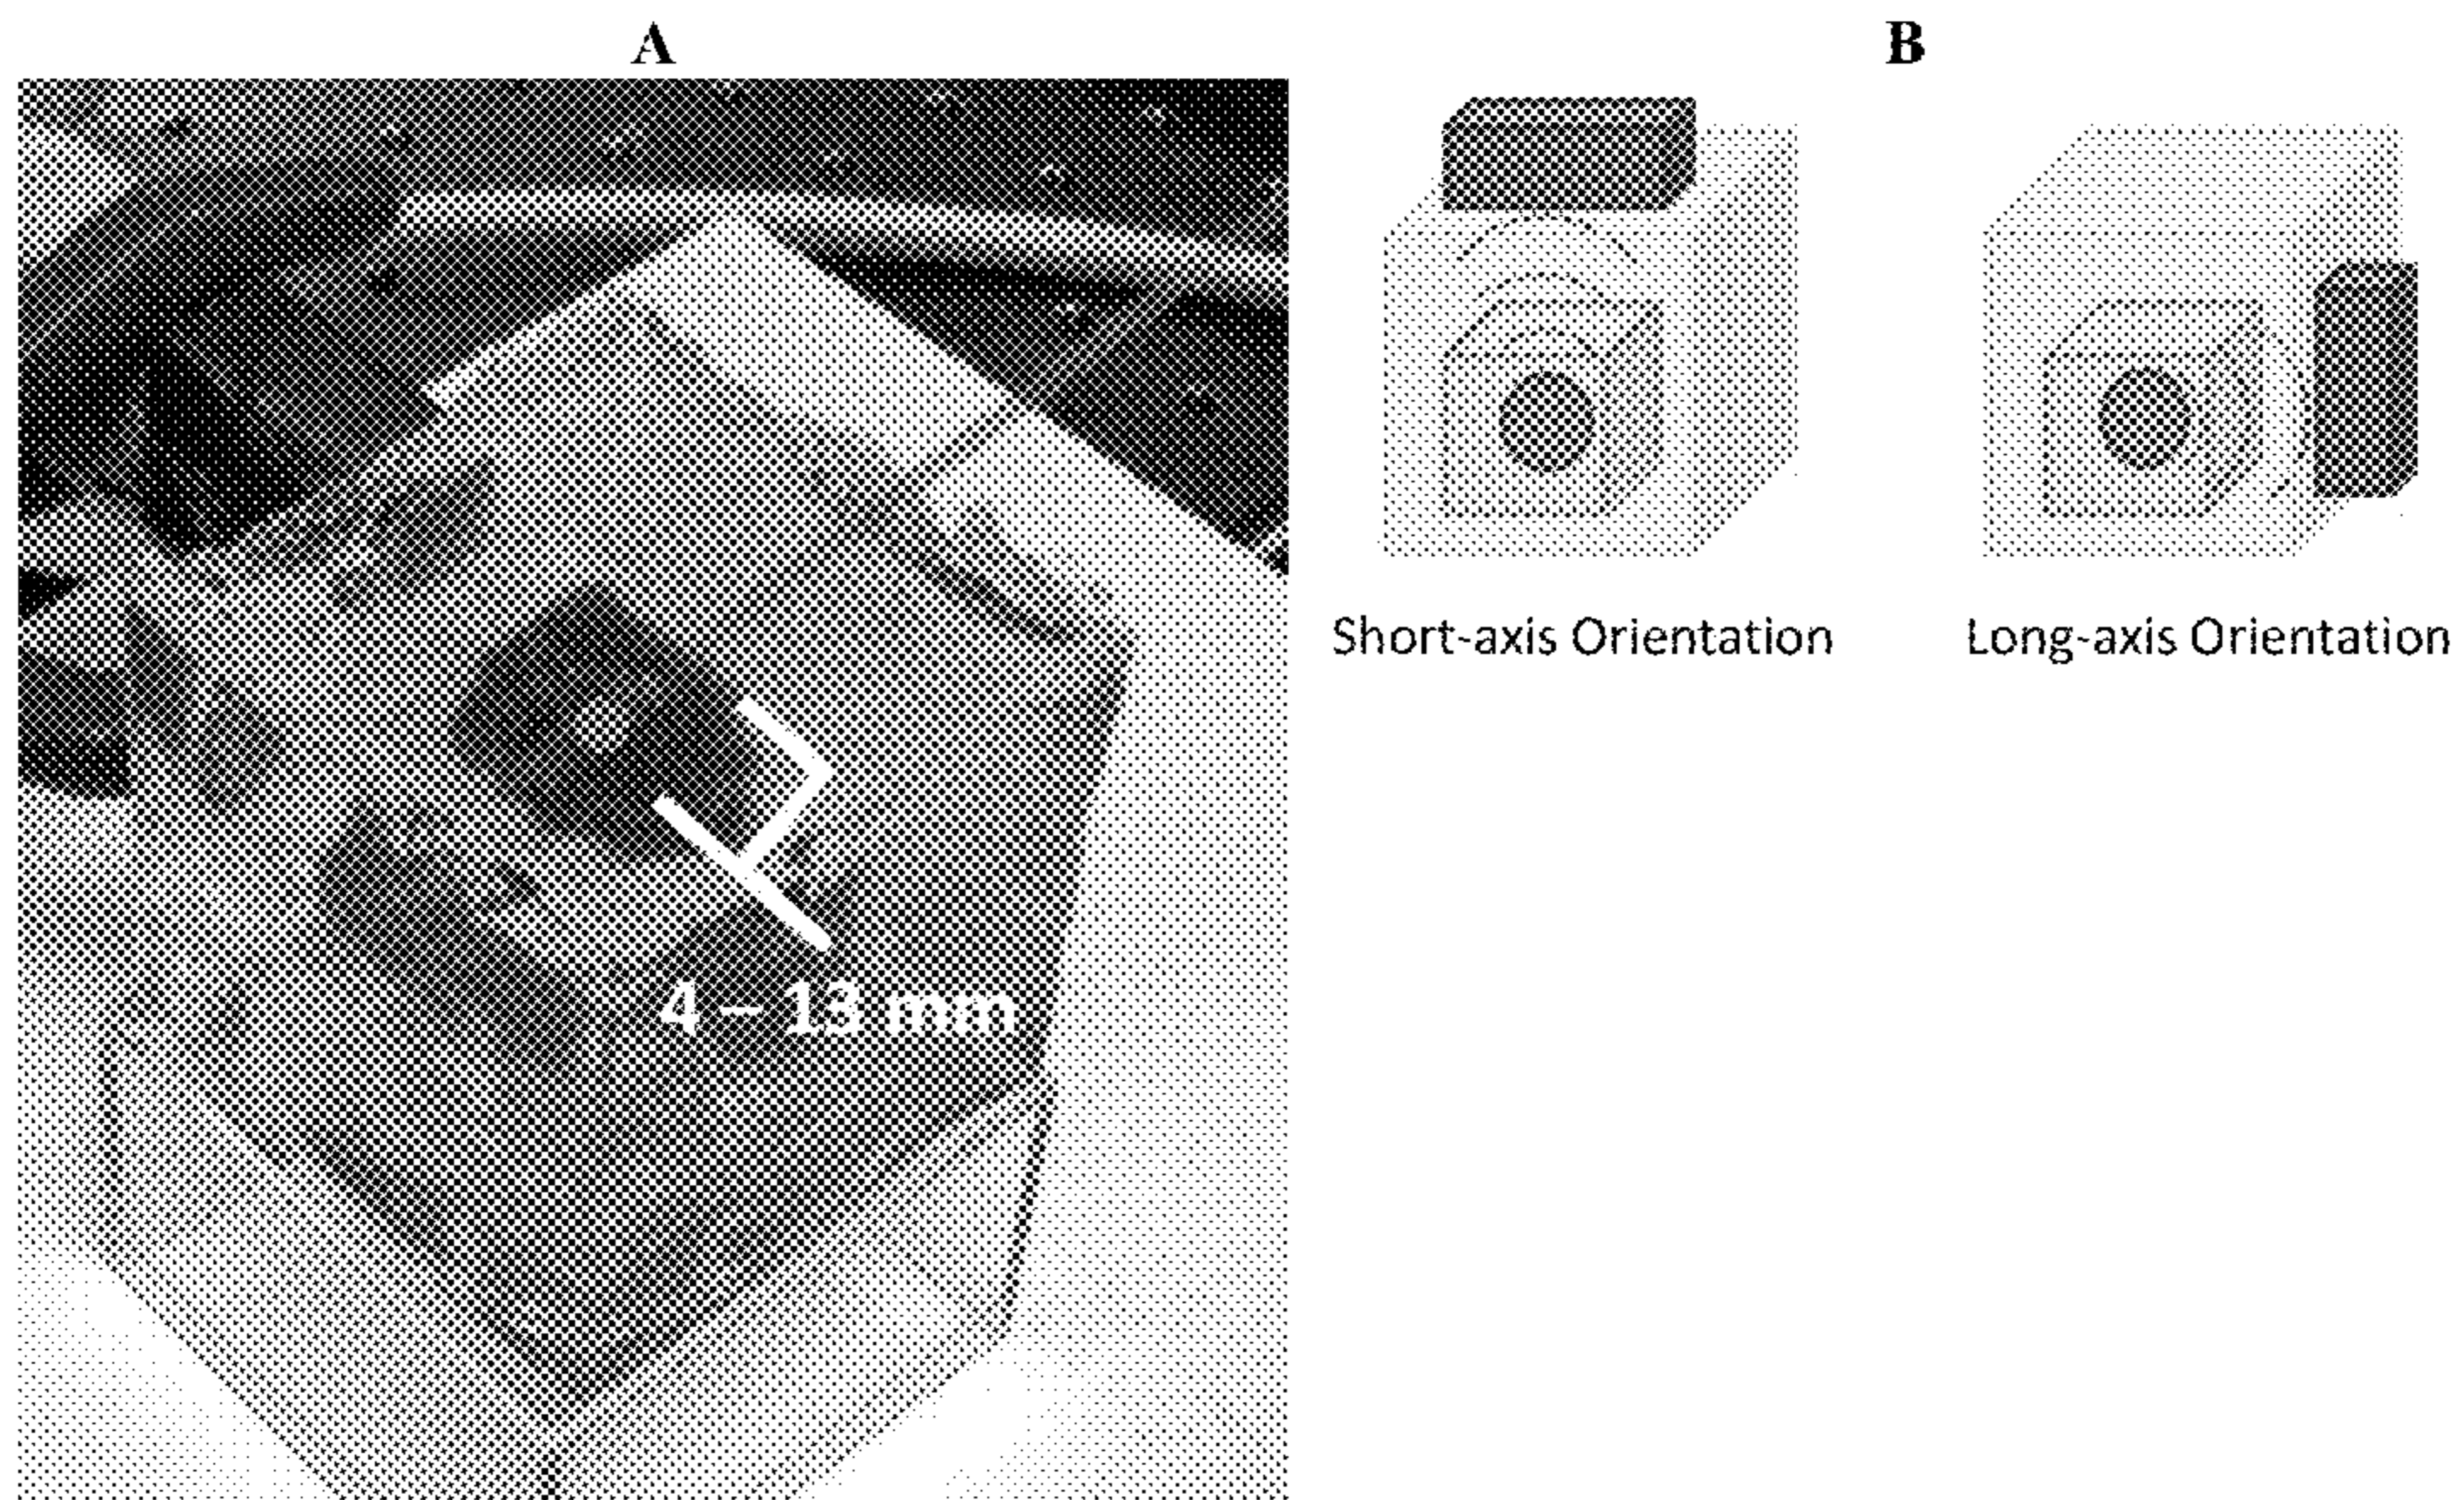 A
B
4 – 13 mm
Short-axis Orientation
Long-axis Orientation